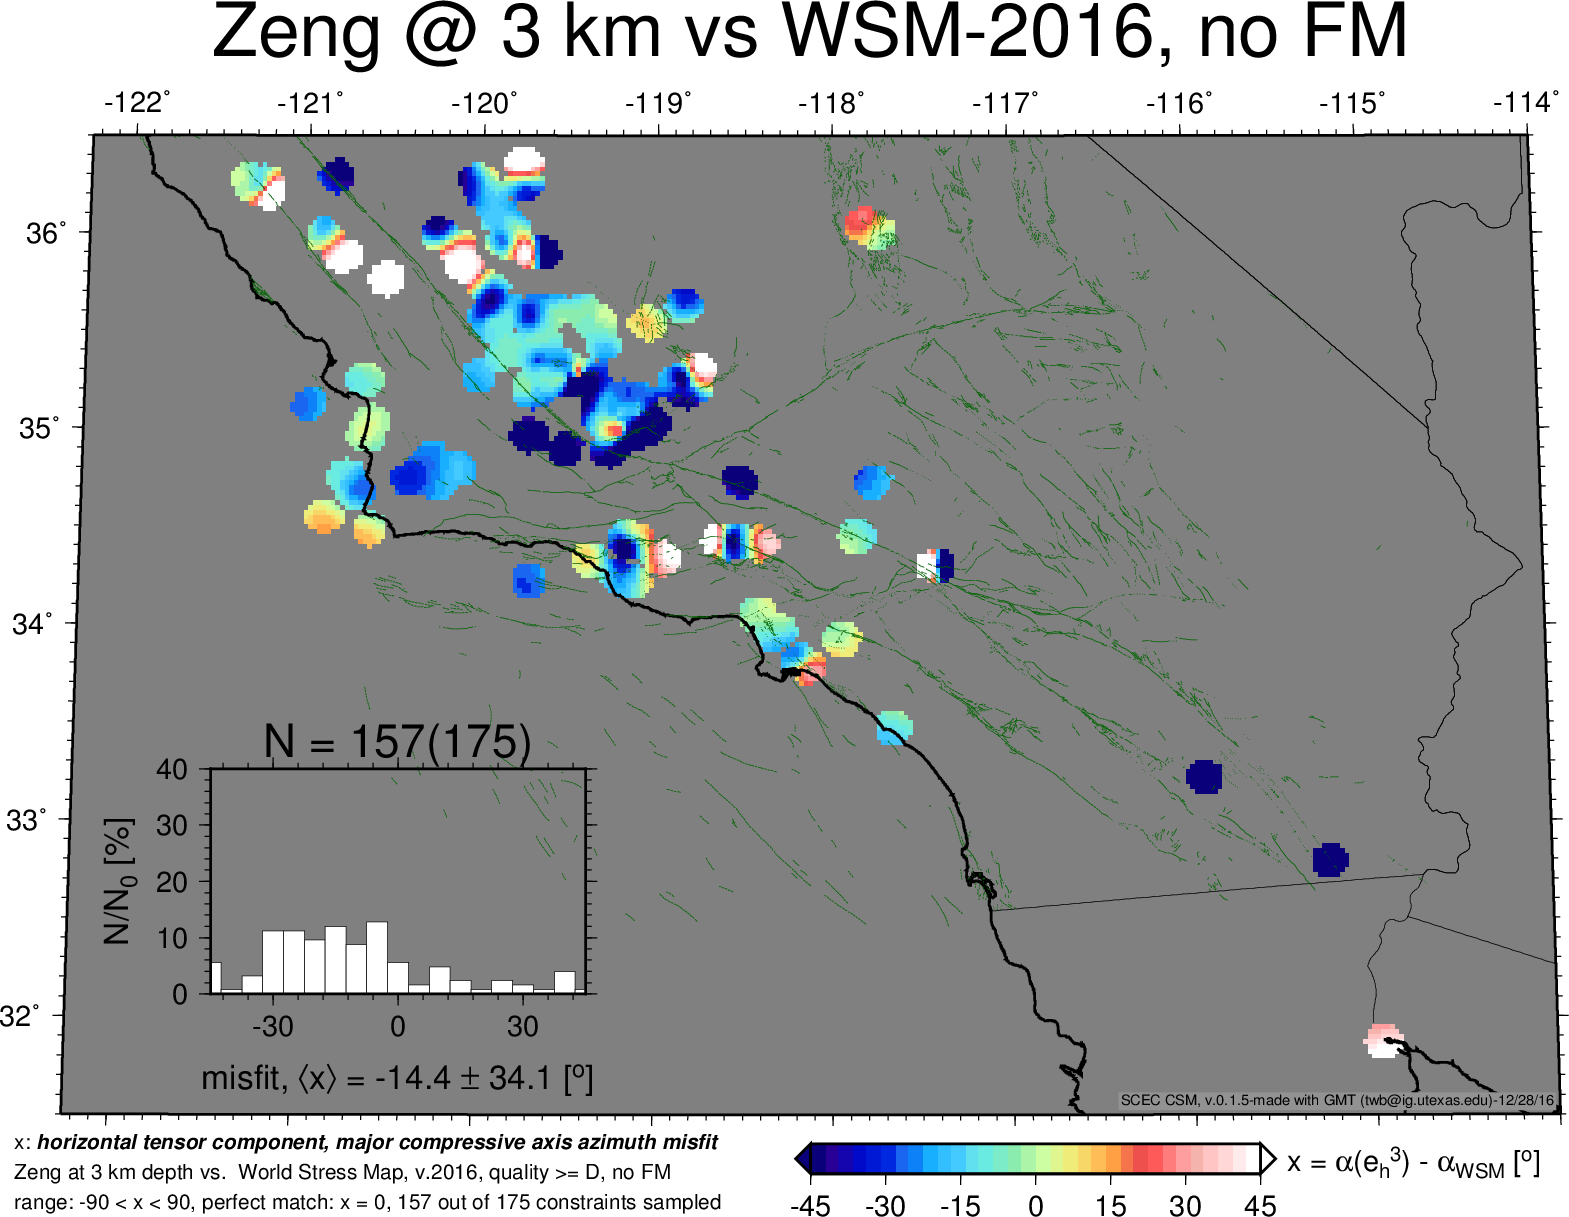 Zeng @ 3 km vs WSM-2016, no FM
-122˚ -121˚ -120˚ -119˚ -118˚ -117˚ -116˚ -115˚ -114˚
36˚
35˚
34˚
33˚
32˚
N = 157(175)
40
30
20
10
0
N/N0 [%]
-30 0 30
misfit, ⟨x⟩ = -14.4 ± 34.1 [º]
SCEC CSM, v.0.1.5-made with GMT (twb@ig.utexas.edu)-12/28/16
x: horizontal tensor component, major compressive axis azimuth misfit
Zeng at 3 km depth vs. World Stress Map, v.2016, quality >= D, no FM
range: -90 < x < 90, perfect match: x = 0, 157 out of 175 constraints sampled
-45 -30 -15 0 15 30 45
x = α(eh3) - αWSM [º]